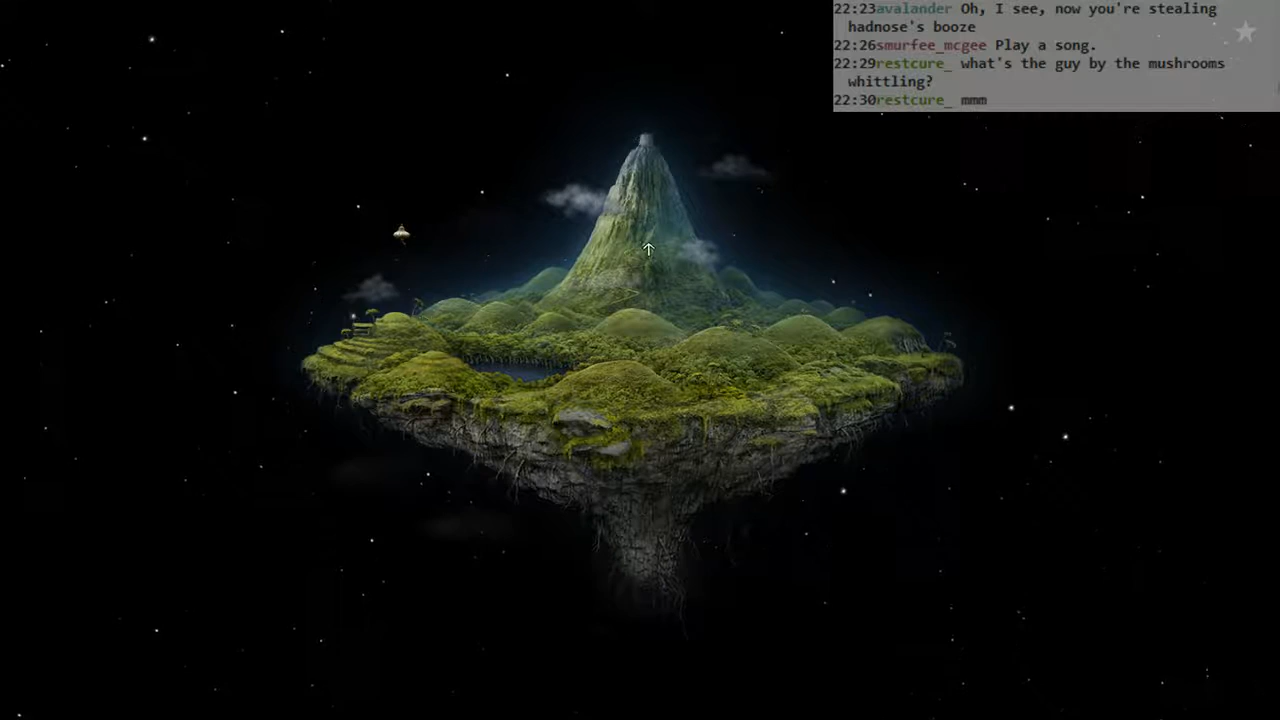 22:23avalander Oh, I see, now you're stealing
hadnose's booze
22:26smurfee_mcgee Play a song.
22:29restcure_ what's the guy by the mushrooms
whittling?
22:30restcure_ mmm